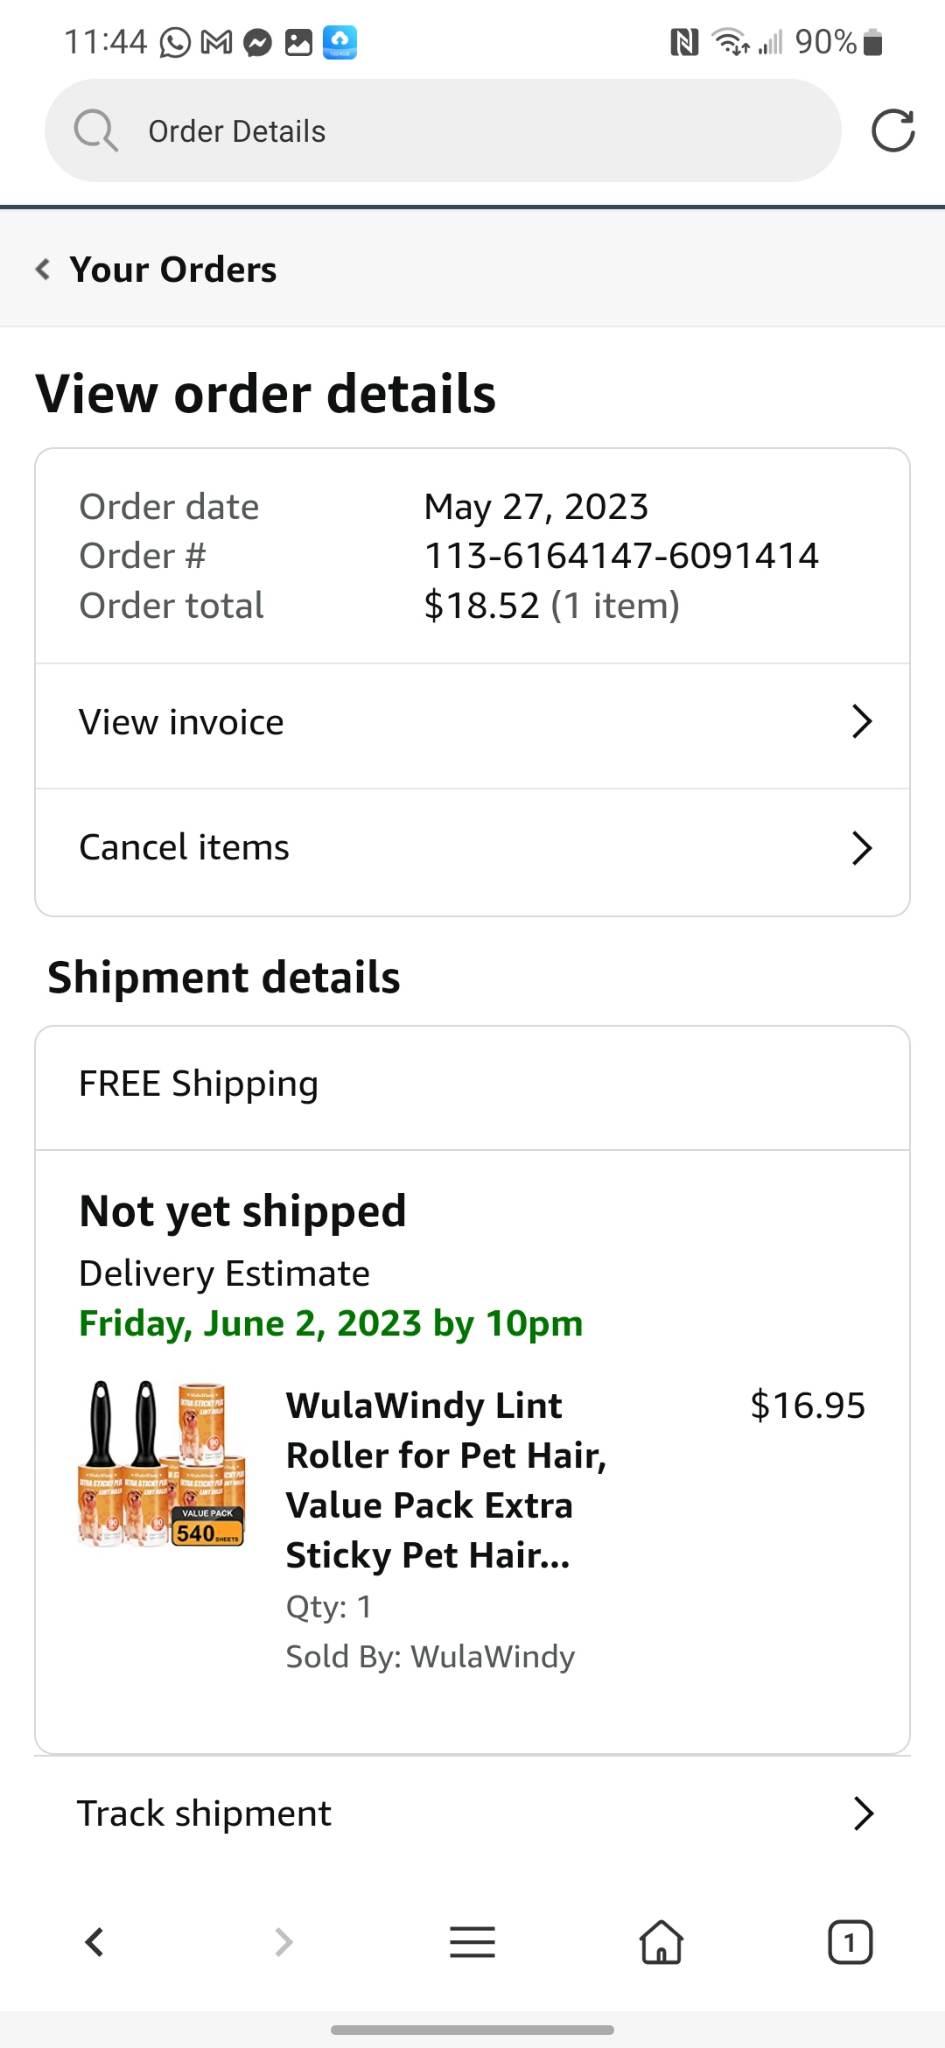 11:44
90%
Order Details
Your Orders
View order details
Order date May 27, 2023
Order # 113-6164147-6091414
Order total $18.52 (1 item)
View invoice
Cancel items
Shipment details
FREE Shipping
Not yet shipped
Delivery Estimate
Friday, June 2, 2023 by 10pm
VALUE PACK
540 SHEETS
WulaWindy Lint $16.95
Roller for Pet Hair,
Value Pack Extra
Sticky Pet Hair...
Qty: 1
Sold By: WulaWindy
Track shipment
1